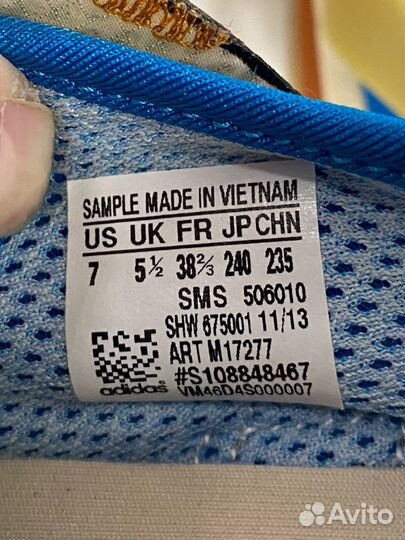 SAMPLE MADE IN VIETNAM
US UK FR JP CHN
7 5½ 38⅔ 240 235
SMS 506010
SHW 675001 11/13
ART M17277
adidas #S108848467
VM46D4S000007
Avito